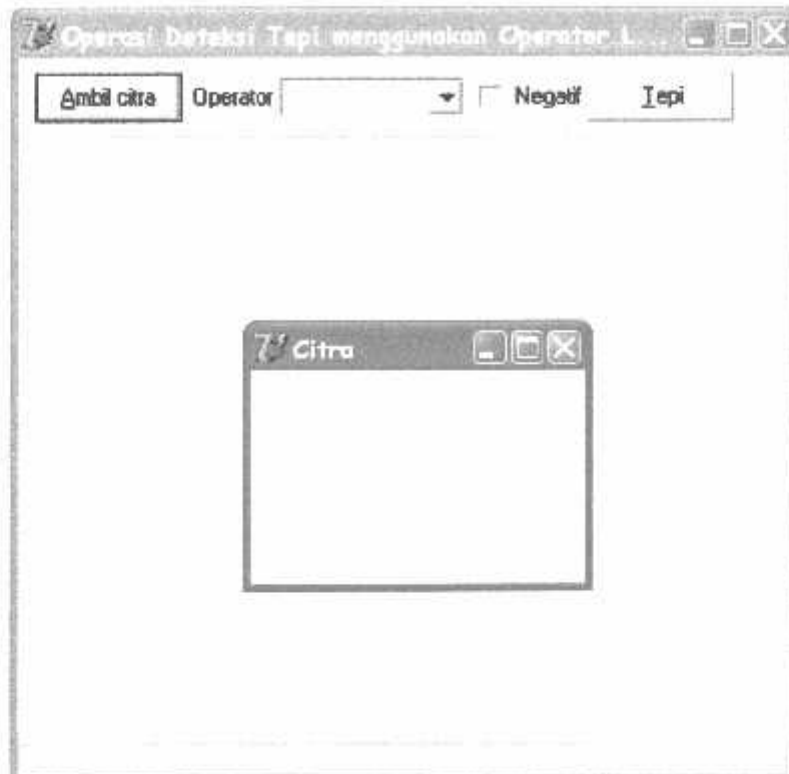 Operasi Deteksi Tepi menggunakan Operator L...
Ambil citra Operator Negatif Tepi
Citra